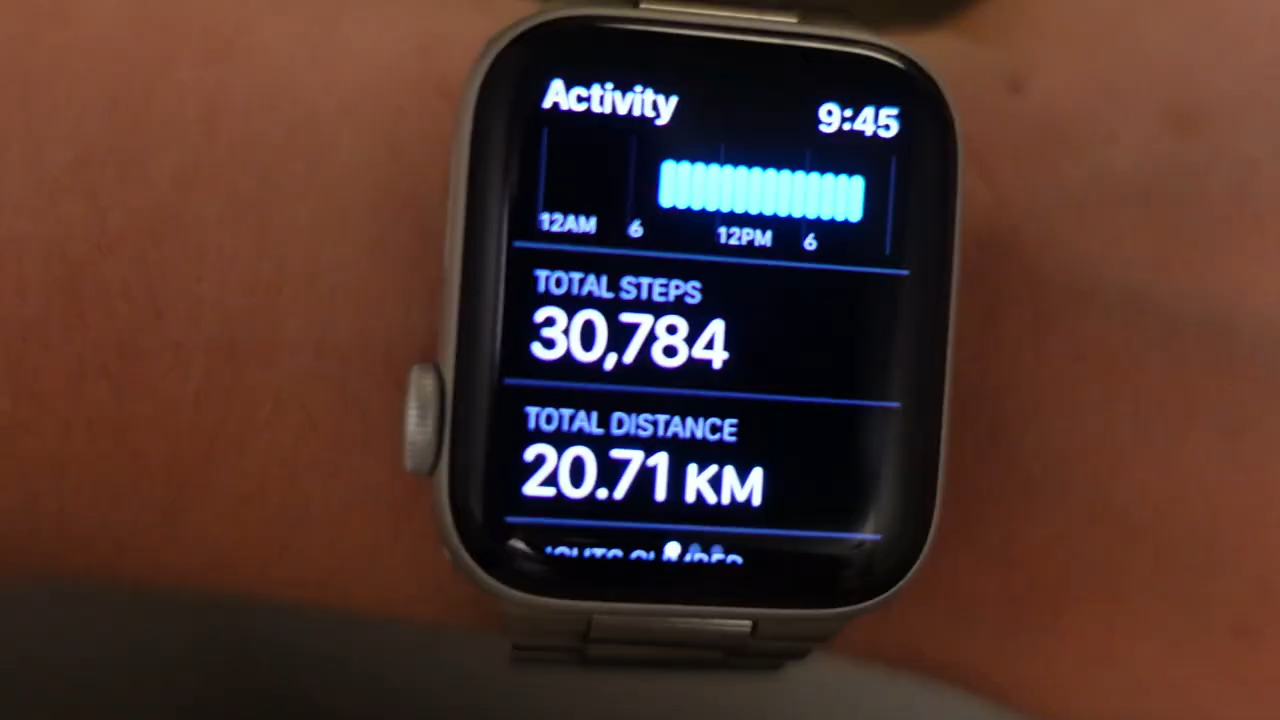 Activity
9:45
12AM 6 12PM 6
TOTAL STEPS
30,784
TOTAL DISTANCE
20.71 KM